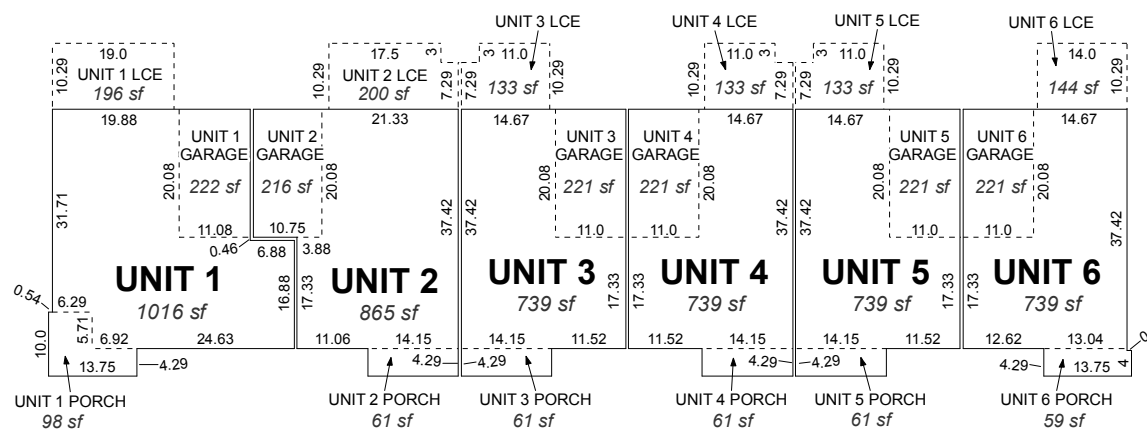 UNIT 3 LCE
UNIT 4 LCE
UNIT 5 LCE
UNIT 6 LCE
19.0
17.5
3
11.0
11.0
3
3
11.0
14.0
10.29
UNIT 1 LCE
196 sf
10.29
UNIT 2 LCE
200 sf
7.29
7.29
133 sf
10.29
10.29
133 sf
7.29
7.29
133 sf
10.29
144 sf
10.29
19.88
21.33
14.67
14.67
14.67
14.67
UNIT 1
GARAGE
222 sf
UNIT 2
GARAGE
216 sf
UNIT 3
GARAGE
221 sf
UNIT 4
GARAGE
221 sf
UNIT 5
GARAGE
221 sf
UNIT 6
GARAGE
221 sf
31.71
20.08
20.08
37.42
37.42
20.08
20.08
37.42
37.42
20.08
20.08
37.42
11.08
10.75
11.0
11.0
11.0
11.0
0.46
6.88
3.88
UNIT 1
1016 sf
UNIT 2
865 sf
UNIT 3
739 sf
UNIT 4
739 sf
UNIT 5
739 sf
UNIT 6
739 sf
16.88
17.33
17.33
17.33
17.33
17.33
0.54
6.29
10.0
5.71
6.92
24.63
11.06
14.15
14.15
11.52
11.52
14.15
14.15
11.52
12.62
13.04
13.75
4.29
4.29
4.29
4.29
4.29
4.29
4
13.75
UNIT 1 PORCH
98 sf
UNIT 2 PORCH
61 sf
UNIT 3 PORCH
61 sf
UNIT 4 PORCH
61 sf
UNIT 5 PORCH
61 sf
UNIT 6 PORCH
59 sf